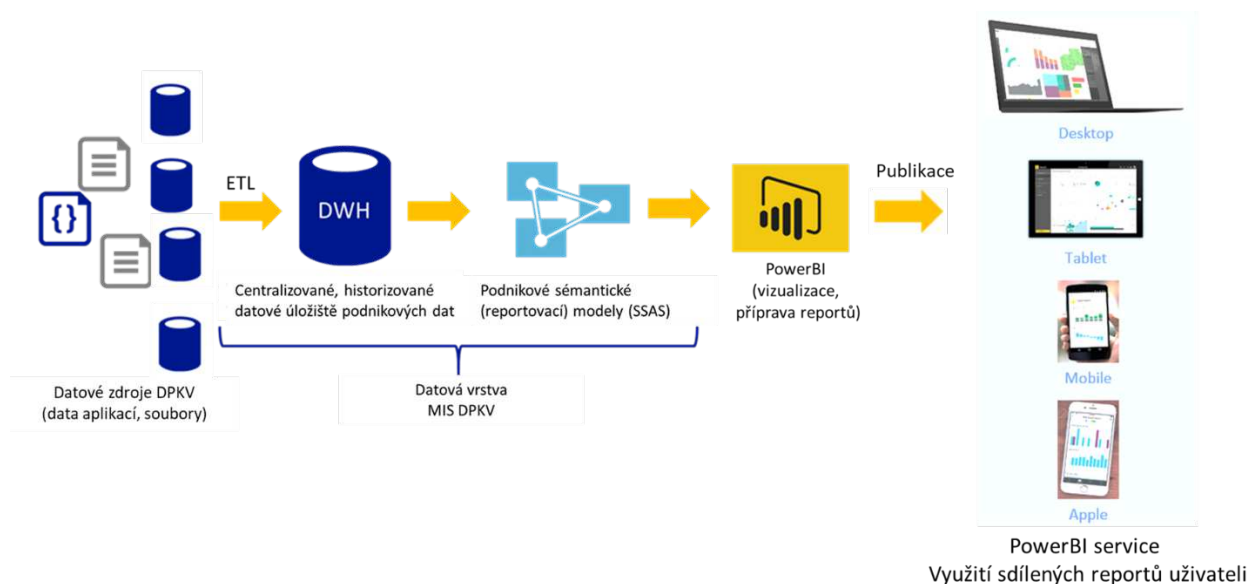 ETL
DWH
Centralizované, historizované
datové úložiště podnikových dat
Podnikové sémantické
(reportovací) modely (SSAS)
PowerBI
(vizualizace,
příprava reportů)
Publikace
Datové zdroje DPKV
(data aplikací, soubory)
Datová vrstva
MIS DPKV
Desktop
Tablet
Mobile
Apple
PowerBI service
Využití sdílených reportů uživateli